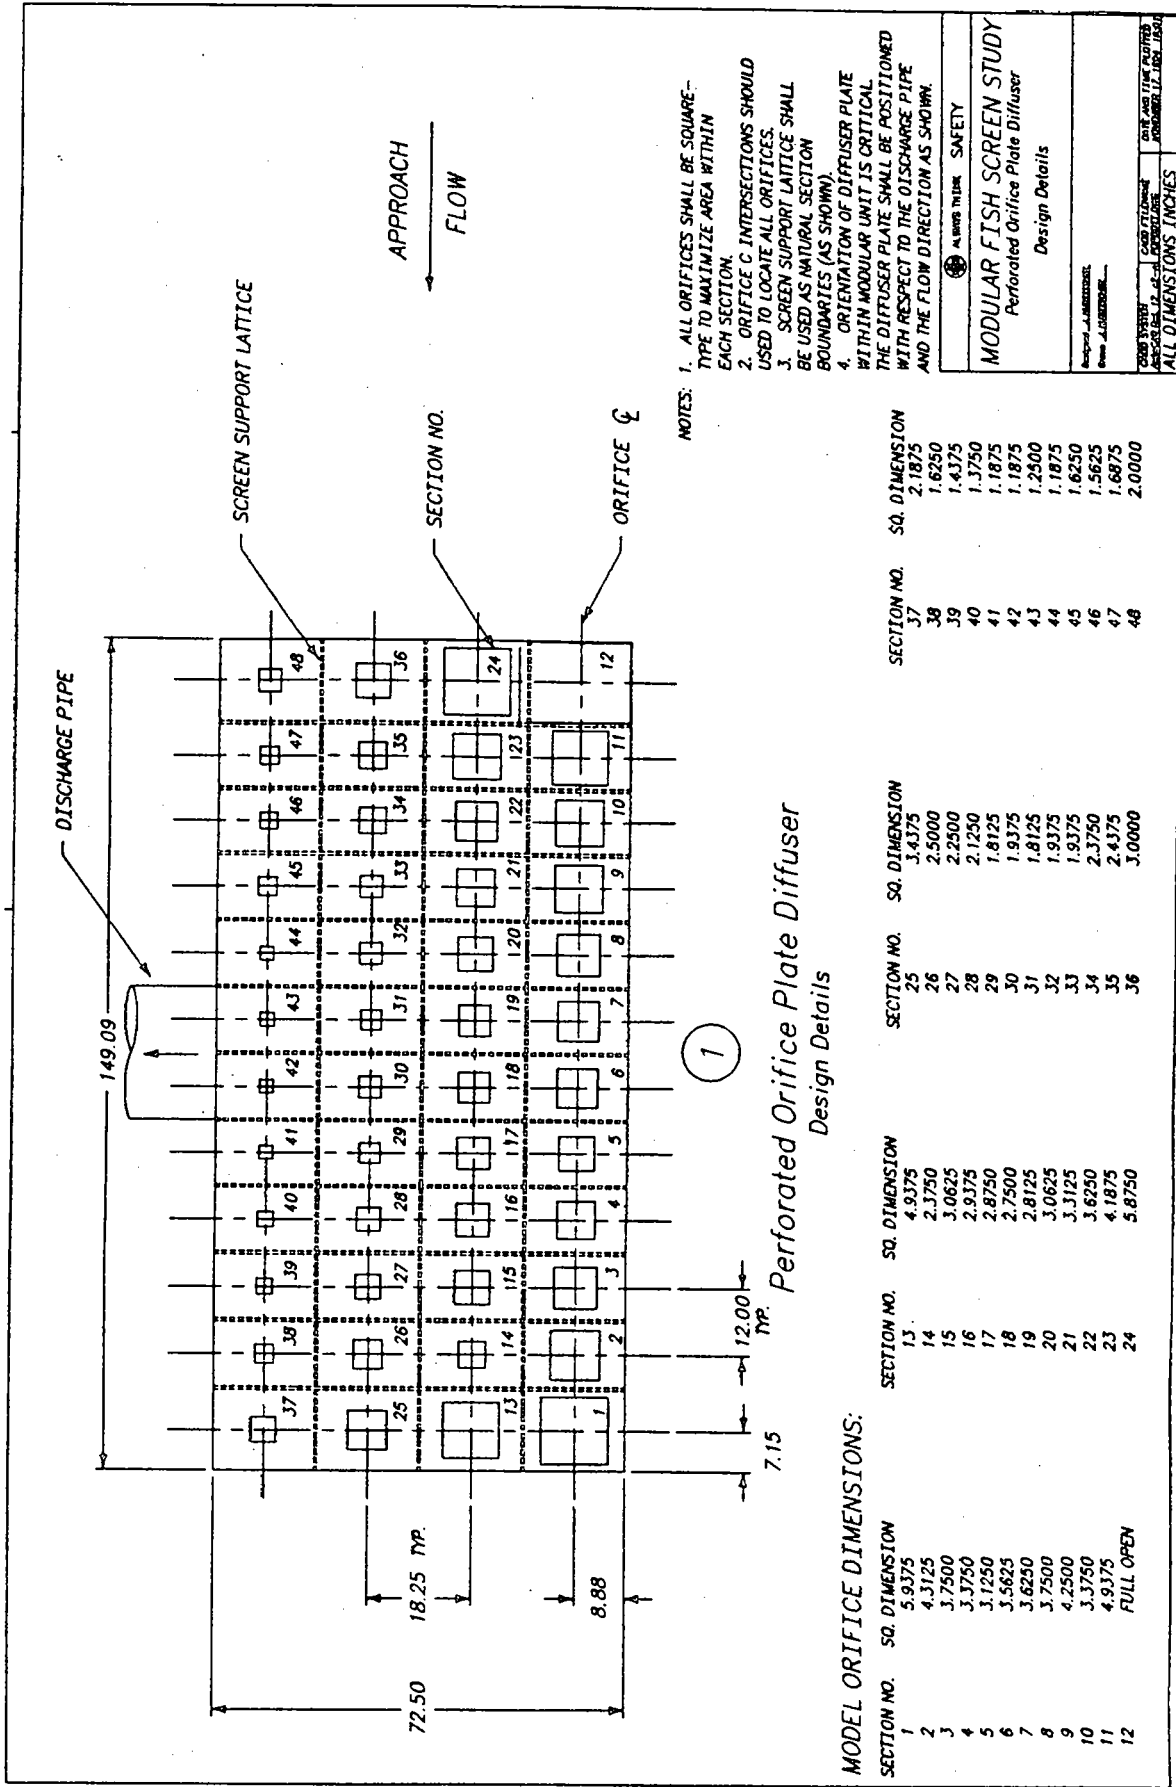 DISCHARGE PIPE
149.09
SCREEN SUPPORT LATTICE
APPROACH
FLOW
SECTION NO.
ORIFICE ℄
37 38 39 40 41 42 43 44 45 46 47 48
25 26 27 28 29 30 31 32 33 34 35 36
13 14 15 16 17 18 19 20 21 22 23 24
1 2 3 4 5 6 7 8 9 10 11 12
72.50
18.25 TYP.
8.88
7.15
12.00
TYP.
1
Perforated Orifice Plate Diffuser
Design Details
NOTES: 1. ALL ORIFICES SHALL BE SQUARE-
TYPE TO MAXIMIZE AREA WITHIN
EACH SECTION.
2. ORIFICE C INTERSECTIONS SHOULD
USED TO LOCATE ALL ORIFICES.
3. SCREEN SUPPORT LATTICE SHALL
BE USED AS NATURAL SECTION
BOUNDARIES (AS SHOWN).
4. ORIENTATION OF DIFFUSER PLATE
WITHIN MODULAR UNIT IS CRITICAL.
THE DIFFUSER PLATE SHALL BE POSITIONED
WITH RESPECT TO THE DISCHARGE PIPE
AND THE FLOW DIRECTION AS SHOWN.
MODEL ORIFICE DIMENSIONS:
SECTION NO. SQ. DIMENSION SECTION NO. SQ. DIMENSION SECTION NO. SQ. DIMENSION SECTION NO. SQ. DIMENSION
1 5.9375 13 4.9375 25 3.4375 37 2.1875
2 4.3125 14 2.3750 26 2.5000 38 1.6250
3 3.7500 15 3.0625 27 2.2500 39 1.4375
4 3.3750 16 2.9375 28 2.1250 40 1.3750
5 3.1250 17 2.8750 29 1.8125 41 1.1875
6 3.5625 18 2.7500 30 1.9375 42 1.1875
7 3.6250 19 2.8125 31 1.8125 43 1.2500
8 3.7500 20 3.0625 32 1.9375 44 1.1875
9 4.2500 21 3.3125 33 1.9375 45 1.6250
10 3.3750 22 3.6250 34 2.3750 46 1.5625
11 4.9375 23 4.1875 35 2.4375 47 1.6875
12 FULL OPEN 24 5.8750 36 3.0000 48 2.0000
ALWAYS THINK SAFETY
MODULAR FISH SCREEN STUDY
Perforated Orifice Plate Diffuser
Design Details
CADD SYSTEM
CADD FILENAME
DATE AND TIME PLOTTED
ALL DIMENSIONS INCHES